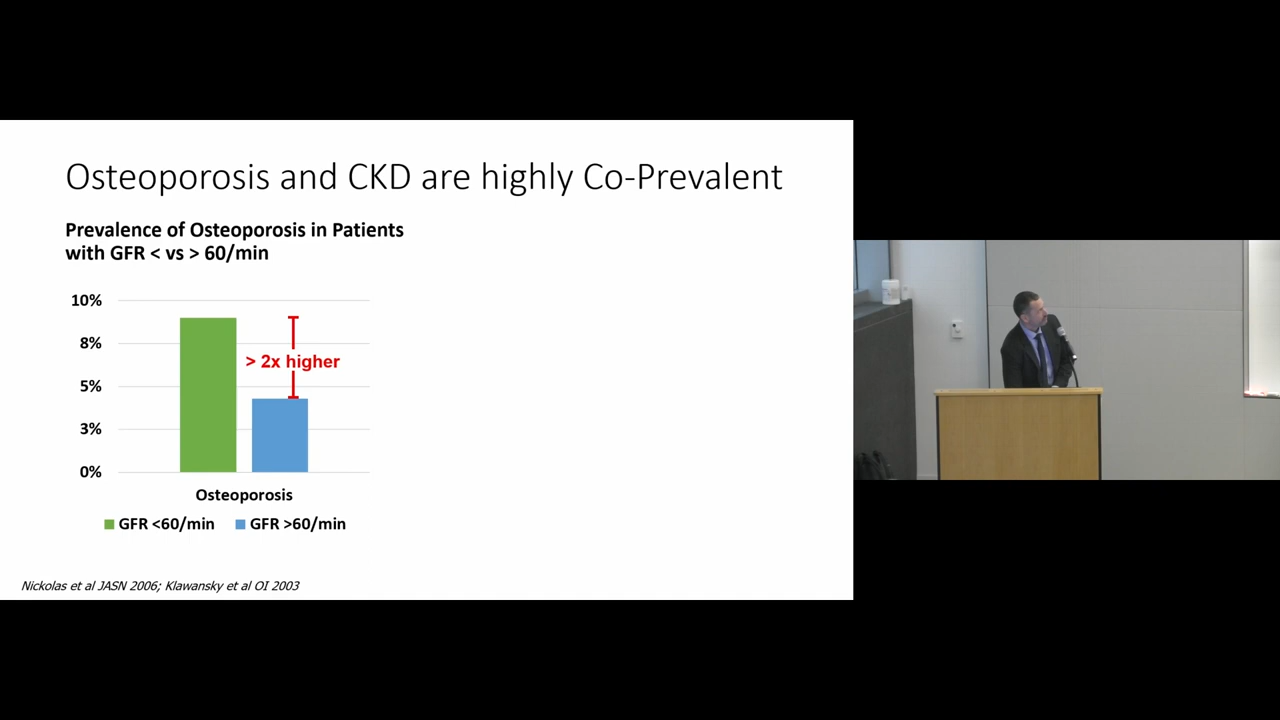 Osteoporosis and CKD are highly Co-Prevalent
Prevalence of Osteoporosis in Patients
with GFR < vs > 60/min
10%
8%
5%
3%
0%
> 2x higher
Osteoporosis
GFR <60/min
GFR >60/min
Nickolas et al JASN 2006; Klawansky et al OI 2003